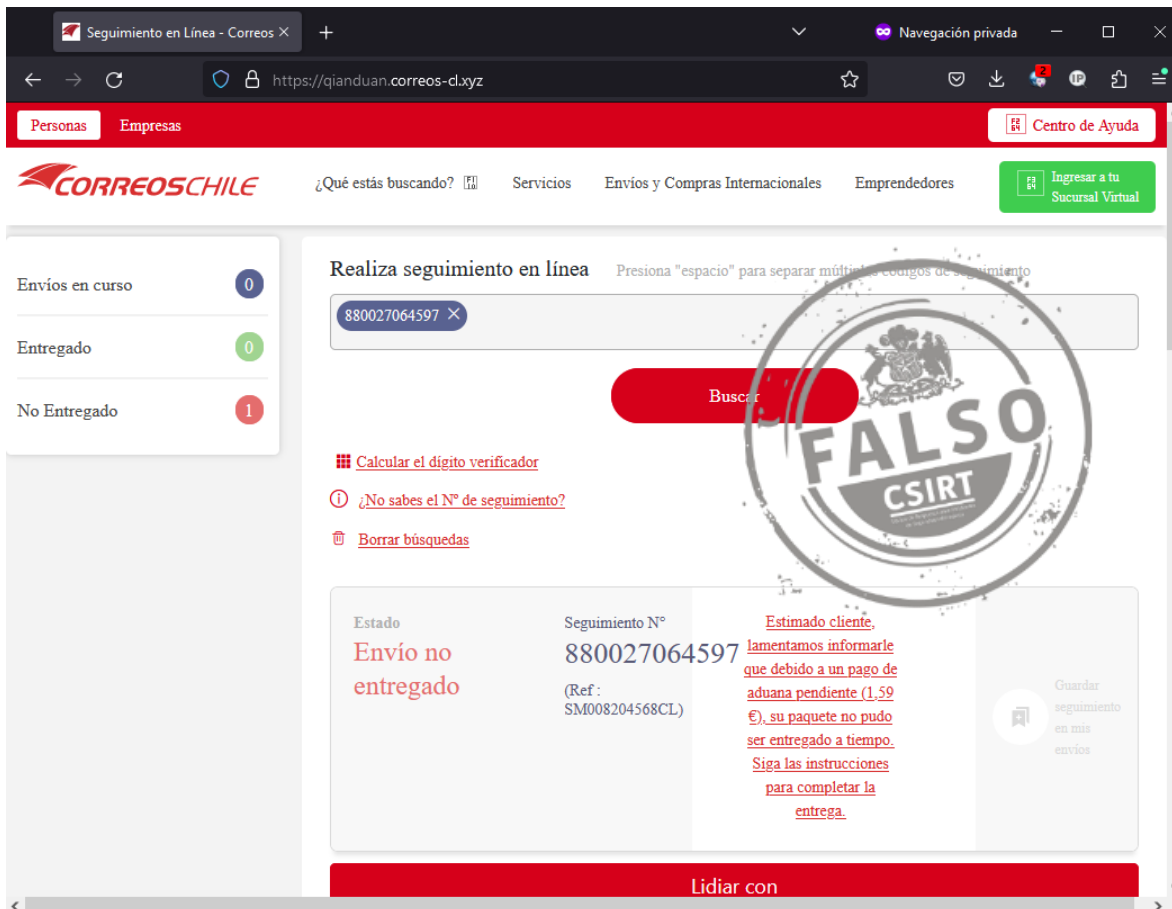 Seguimiento en Línea - Correos
Navegación privada
https://qianduan.correos-cl.xyz
2
Personas
Empresas
Centro de Ayuda
CORREOSCHILE
¿Qué estás buscando?
Servicios
Envíos y Compras Internacionales
Emprendedores
Ingresar a tu
Sucursal Virtual
Envíos en curso
0
Entregado
0
No Entregado
1
Realiza seguimiento en línea
Presiona "espacio" para separar múltiples códigos de seguimiento
880027064597
Buscar
FALSO
CSIRT
Calcular el dígito verificador
¿No sabes el Nº de seguimiento?
Borrar búsquedas
Estado
Envío no
entregado
Seguimiento N°
880027064597
(Ref :
SM008204568CL)
Estimado cliente,
lamentamos informarle
que debido a un pago de
aduana pendiente (1,59
€), su paquete no pudo
ser entregado a tiempo.
Siga las instrucciones
para completar la
entrega.
Guardar
seguimiento
en mis
envíos
Lidiar con